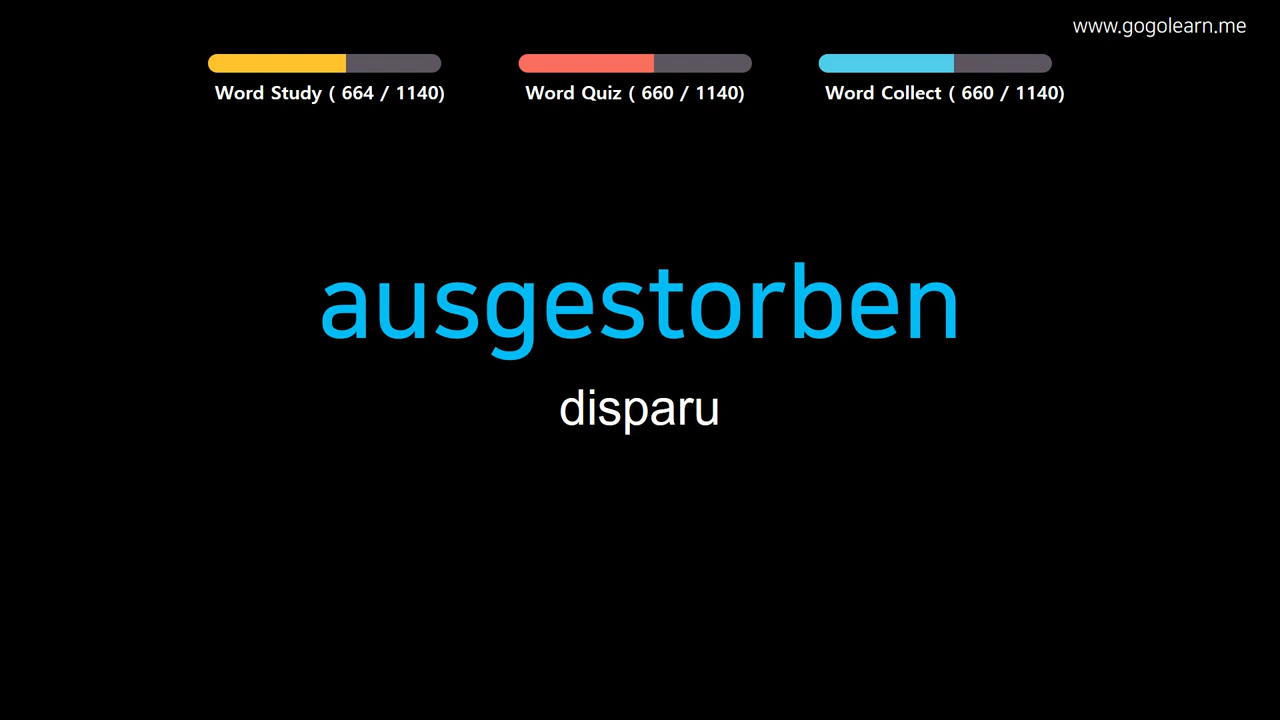 www.gogolearn.me
Word Study ( 664 / 1140)
Word Quiz ( 660 / 1140)
Word Collect ( 660 / 1140)
ausgestorben
disparu